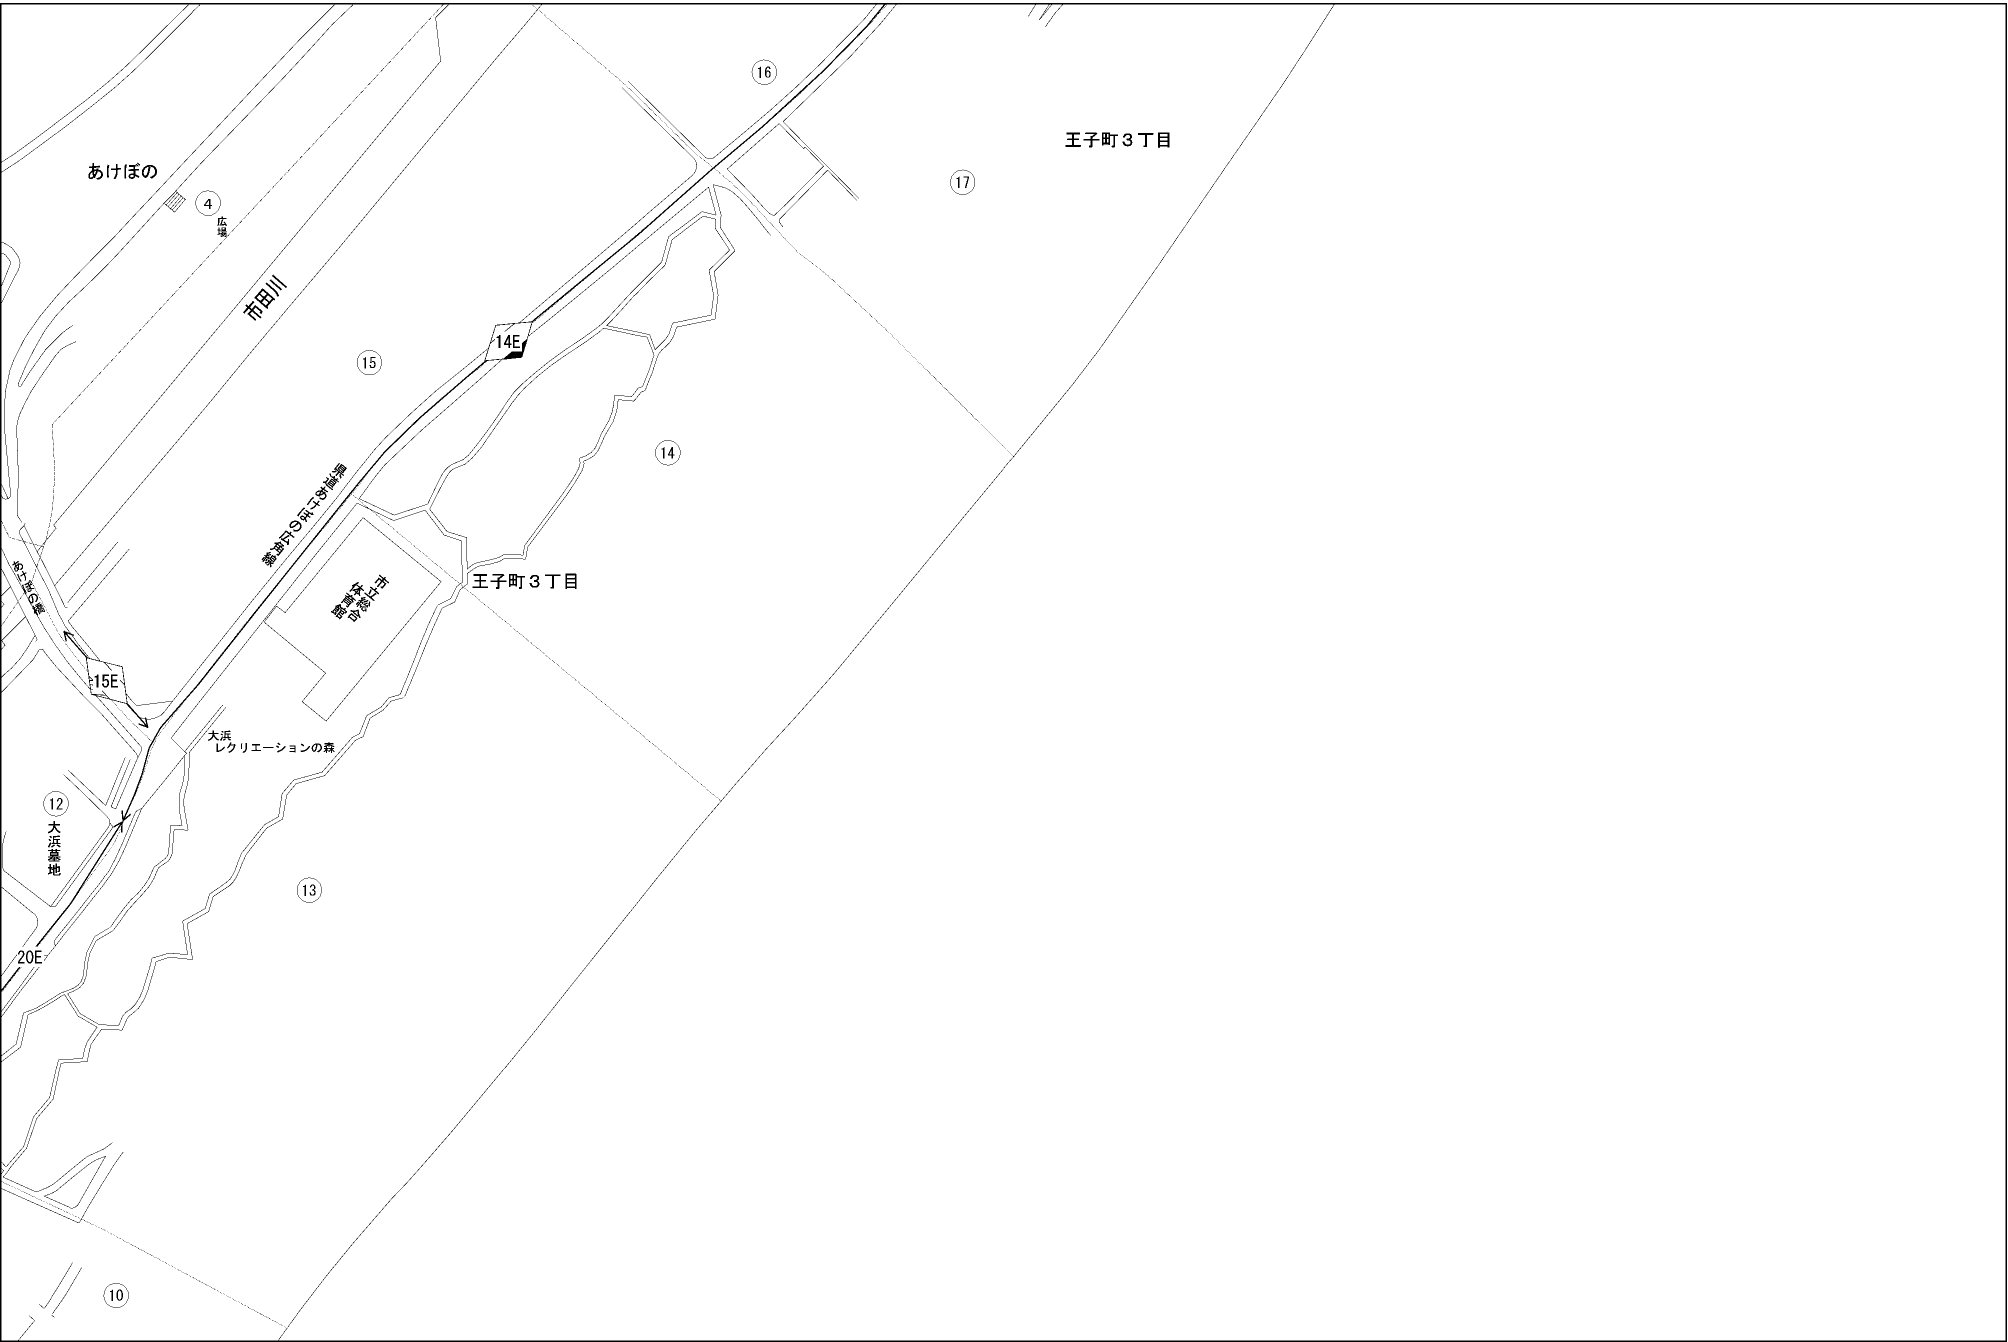 16
王子町３丁目
あけぼの
17
4
広場
市田川
14E
15
14
県道あけぼの広角線
あけぼの橋
市立総合
体育館
王子町３丁目
15E
大浜
レクリエーションの森
12
大浜墓地
13
20E
10